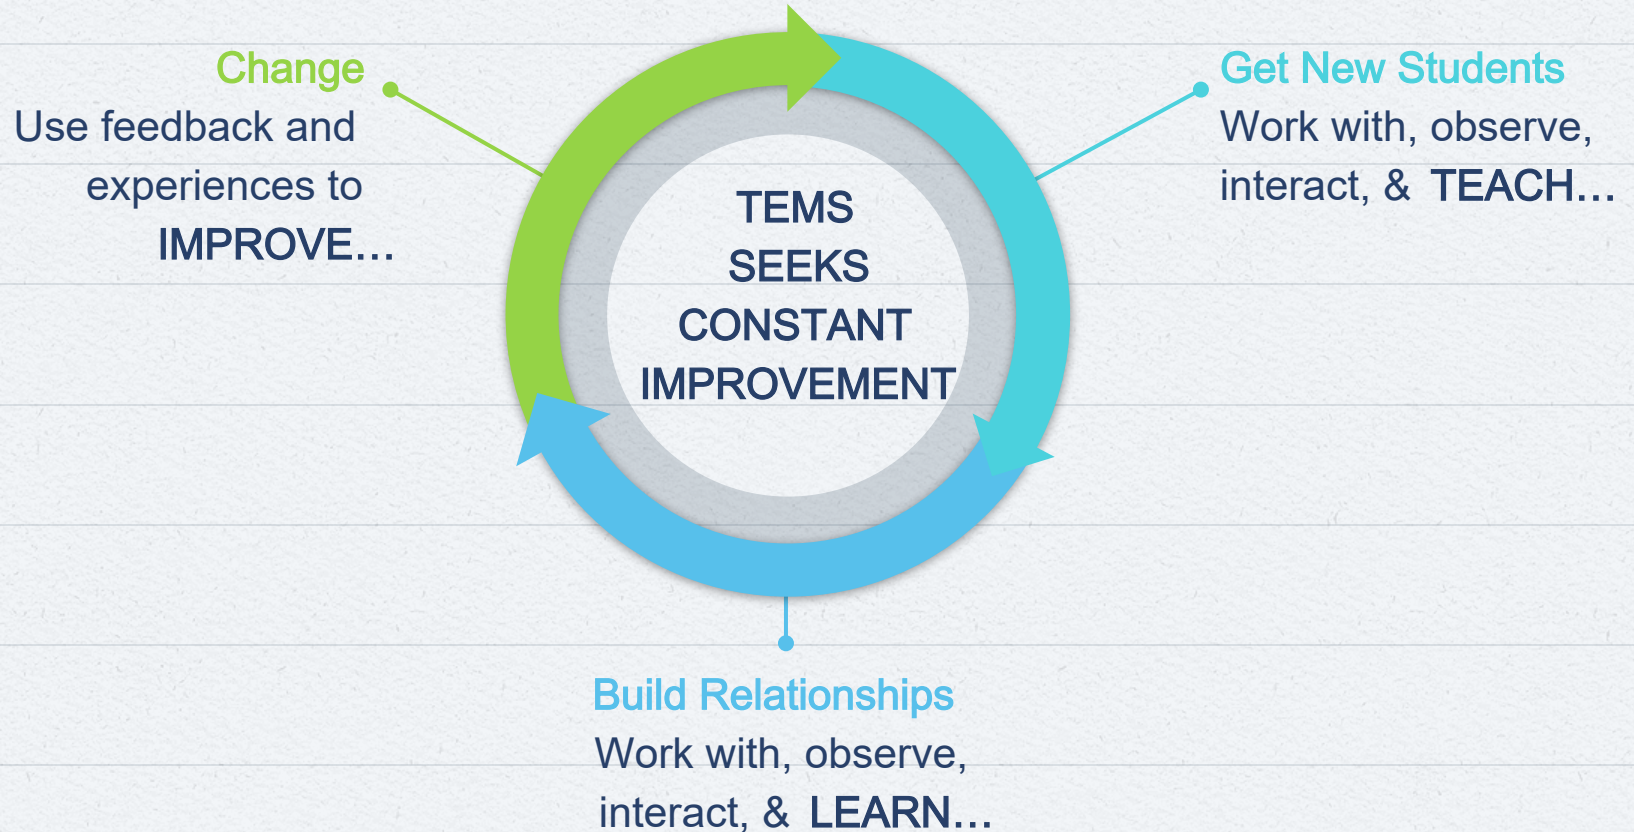 Change
Use feedback and
experiences to
IMPROVE...
TEMS
SEEKS
CONSTANT
IMPROVEMENT
Get New Students
Work with, observe,
interact, & TEACH...
Build Relationships
Work with, observe,
interact, & LEARN...